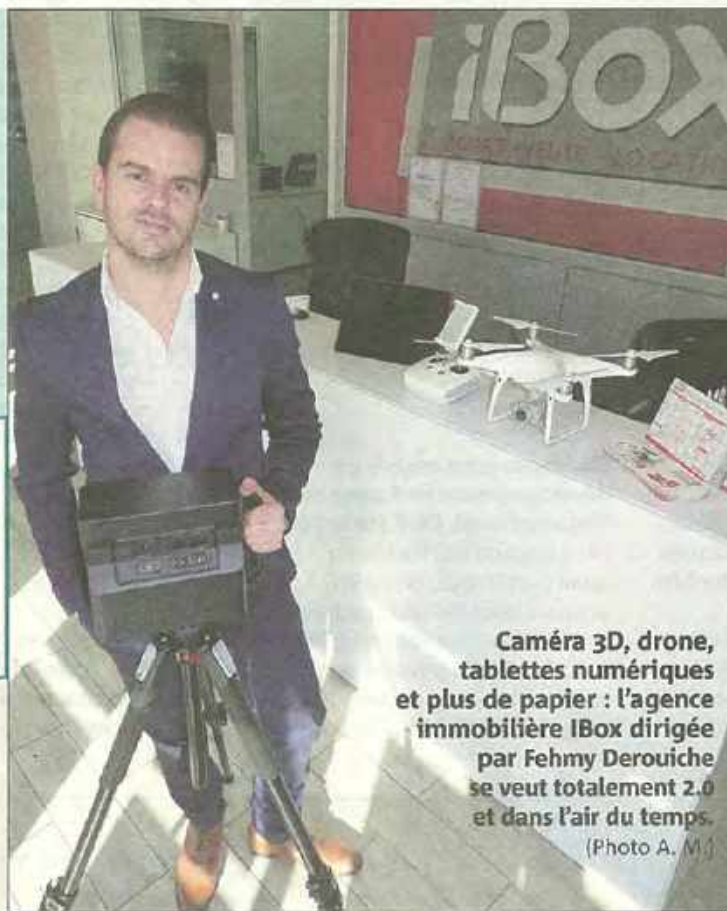 iBox
Caméra 3D, drone,
tablettes numériques
et plus de papier : l'agence
immobilière IBox dirigée
par Fehmy Derouiche
se veut totalement 2.0
et dans l'air du temps.
(Photo A. M.)